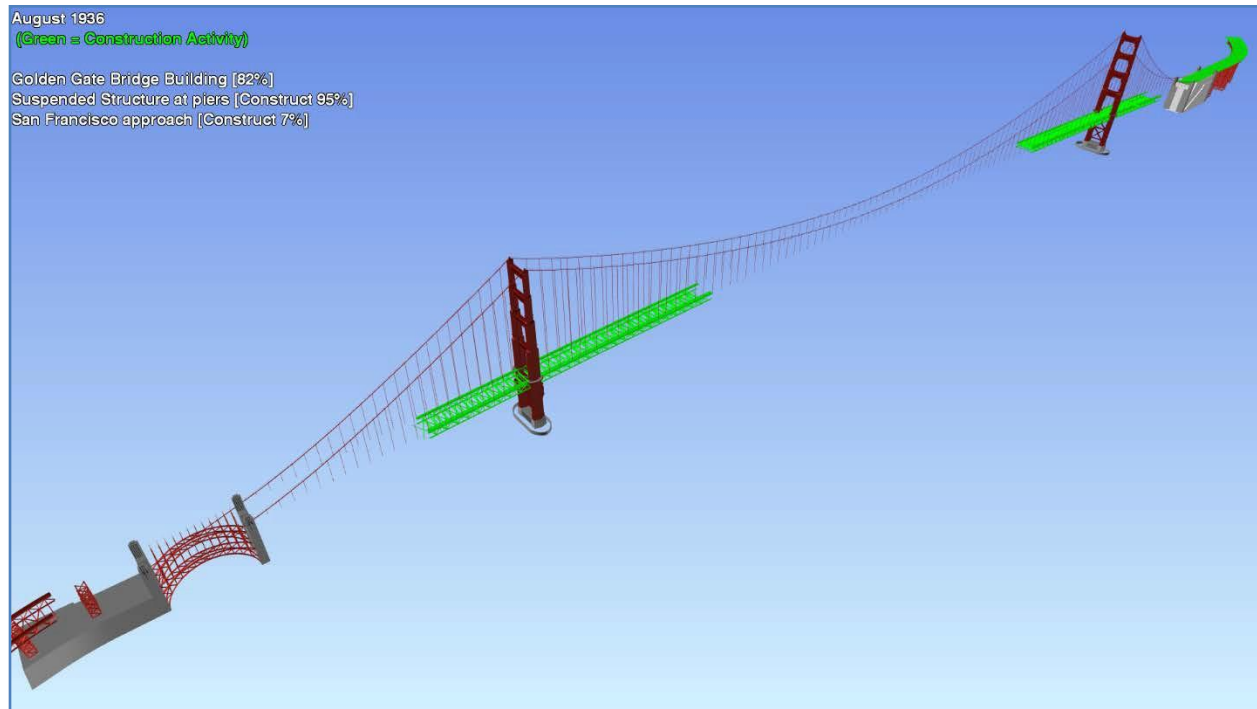 August 1936
(Green = Construction Activity)
Golden Gate Bridge Building [82%]
Suspended Structure at piers [Construct 95%]
San Francisco approach [Construct 7%]